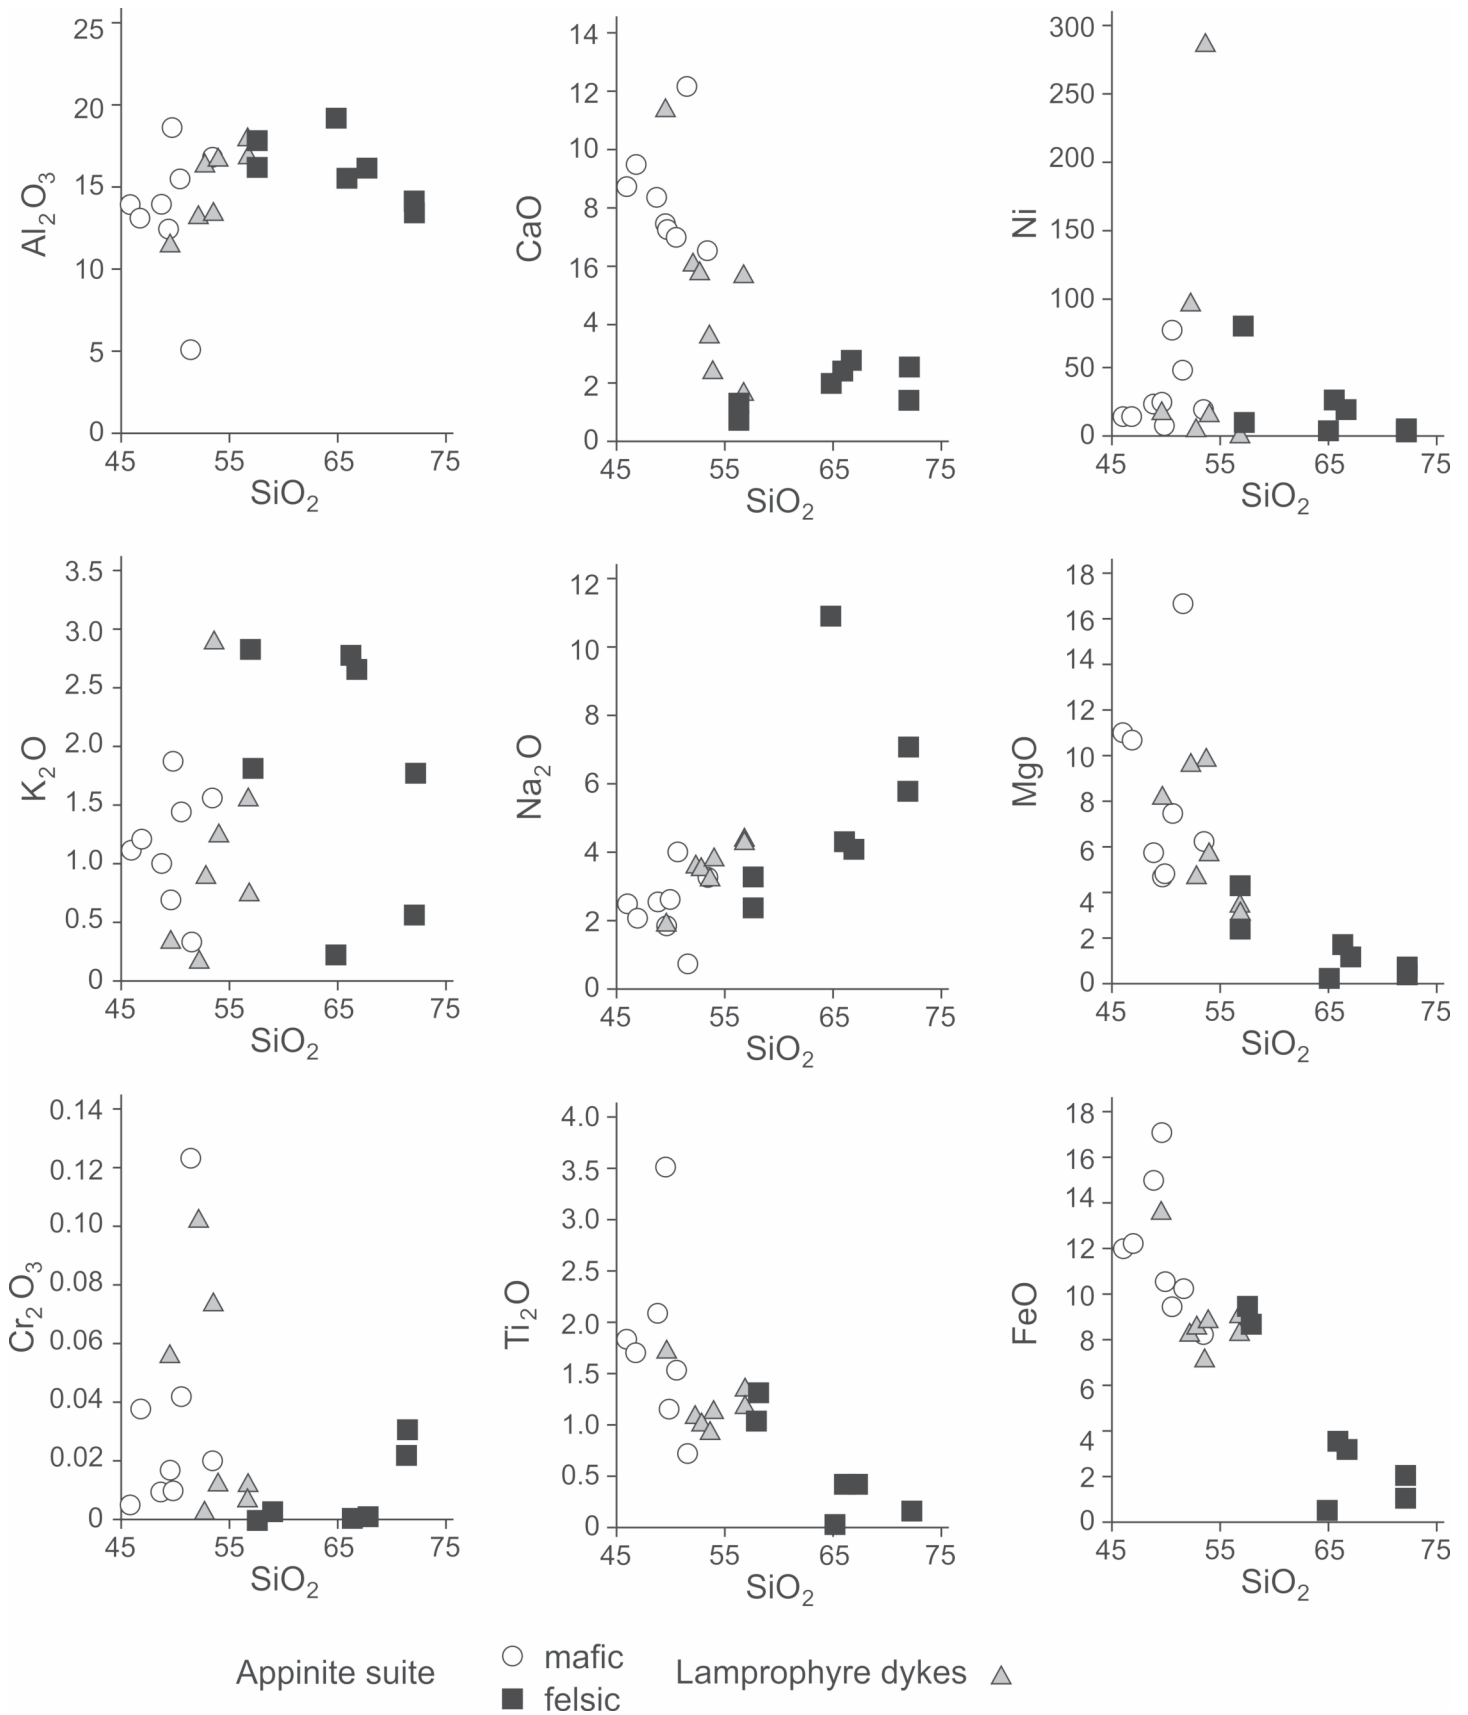 25
20
15
10
5
0
Al2O3
45 55 65 75
SiO2
14
12
10
8
16
4
2
0
CaO
45 55 65 75
SiO2
300
250
200
150
100
50
0
Ni
45 55 65 75
SiO2
3.5
3.0
2.5
2.0
1.5
1.0
0.5
0
K2O
45 55 65 75
SiO2
12
10
8
6
4
2
0
Na2O
45 55 65 75
SiO2
18
16
14
12
10
8
6
4
2
0
MgO
45 55 65 75
SiO2
0.14
0.12
0.10
0.08
0.06
0.04
0.02
0
Cr2O3
45 55 65 75
SiO2
4.0
3.5
3.0
2.5
2.0
1.5
1.0
0.5
0
Ti2O
45 55 65 75
SiO2
18
16
14
12
10
8
6
4
2
0
FeO
45 55 65 75
SiO2
Appinite suite
mafic
felsic
Lamprophyre dykes